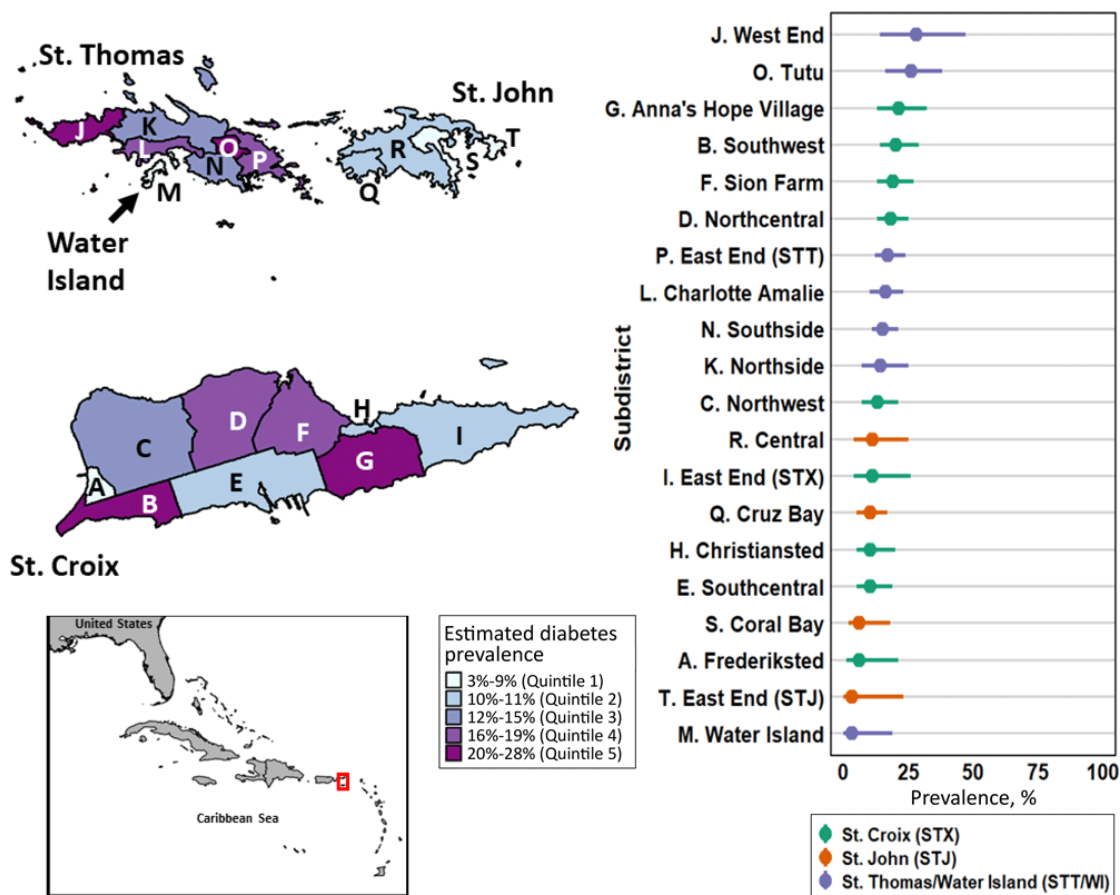 St. Thomas
St. John
J
K
L
O
N
P
M
R
Q
S
T
Water
Island
A
B
C
D
E
F
G
H
I
St. Croix
United States
Caribbean Sea
Estimated diabetes
prevalence
3%-9% (Quintile 1)
10%-11% (Quintile 2)
12%-15% (Quintile 3)
16%-19% (Quintile 4)
20%-28% (Quintile 5)
Subdistrict
J. West End
O. Tutu
G. Anna's Hope Village
B. Southwest
F. Sion Farm
D. Northcentral
P. East End (STT)
L. Charlotte Amalie
N. Southside
K. Northside
C. Northwest
R. Central
I. East End (STX)
Q. Cruz Bay
H. Christiansted
E. Southcentral
S. Coral Bay
A. Frederiksted
T. East End (STJ)
M. Water Island
0 25 50 75 100
Prevalence, %
St. Croix (STX)
St. John (STJ)
St. Thomas/Water Island (STT/WI)